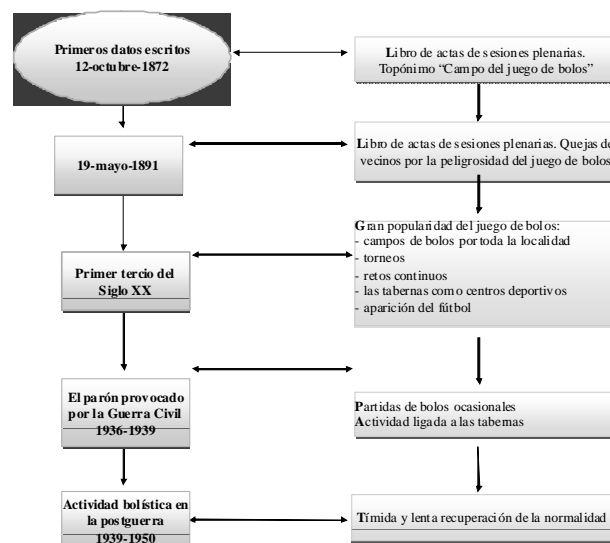 Primeros datos escritos
12-octubre-1872
Libro de actas de sesiones plenarias.
Topónimo “Campo del juego de bolos”
19-mayo-1891
Libro de actas de sesiones plenarias. Quejas de
vecinos por la peligrosidad del juego de bolos
Primer tercio del
Siglo XX
Gran popularidad del juego de bolos:
- campos de bolos por toda la localidad
- torneos
- retos continuos
- las tabernas como centros deportivos
- aparición del fútbol
El parón provocado
por la Guerra Civil
1936-1939
Partidas de bolos ocasionales
Actividad ligada a las tabernas
Actividad bolística en
la postguerra
1939-1950
Tímida y lenta recuperación de la normalidad